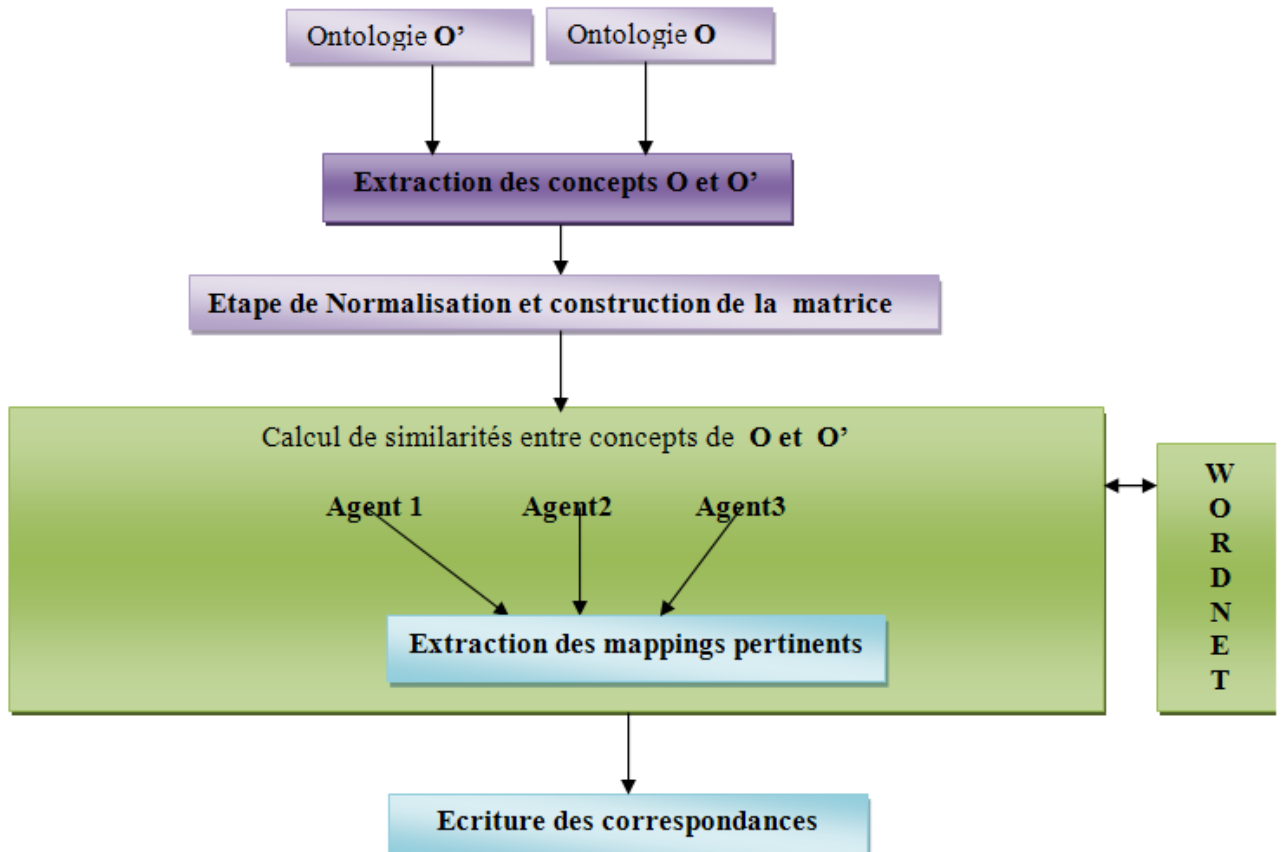 Ontologie O’
Ontologie O
Extraction des concepts O et O’
Etape de Normalisation et construction de la matrice
Calcul de similarités entre concepts de O et O’
Agent 1
Agent2
Agent3
Extraction des mappings pertinents
W
O
R
D
N
E
T
Ecriture des correspondances